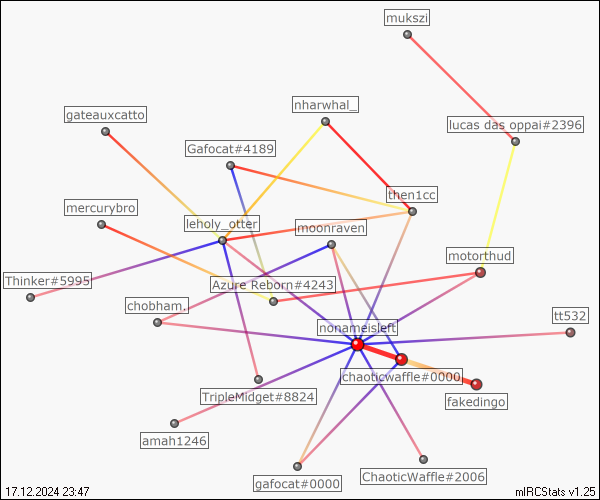 mukszi
nharwhal_
gateauxcatto
lucas das oppai#2396
Gafocat#4189
then1cc
mercurybro
leholy_otter
moonraven
motorthud
Thinker#5995
Azure Reborn#4243
chobham,
tt532
nonameisleft
chaoticwaffle#0000
TripleMidget#8824
fakedingo
amah1246
ChaoticWaffle#2006
gafocat#0000
17.12.2024 23:47
mIRCStats v1.25